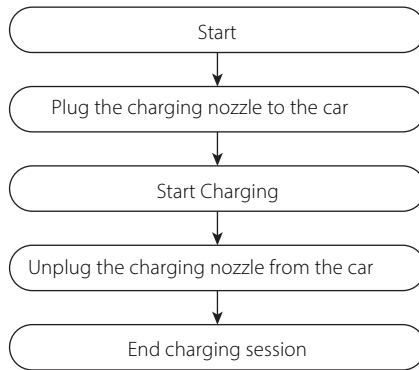 Start
Plug the charging nozzle to the car
Start Charging
Unplug the charging nozzle from the car
End charging session